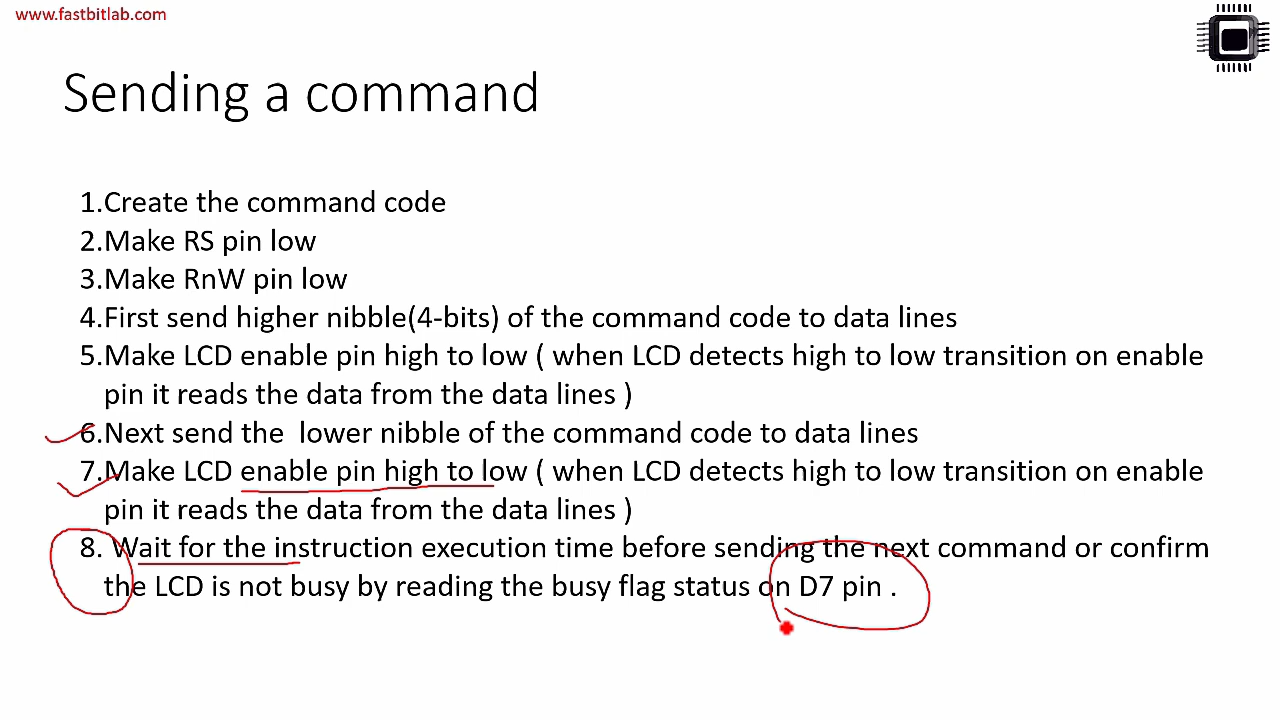 www.fastbitlab.com
Sending a command
1.Create the command code
2.Make RS pin low
3.Make RnW pin low
4.First send higher nibble(4-bits) of the command code to data lines
5.Make LCD enable pin high to low ( when LCD detects high to low transition on enable
pin it reads the data from the data lines )
6.Next send the  lower nibble of the command code to data lines
7.Make LCD enable pin high to low ( when LCD detects high to low transition on enable
pin it reads the data from the data lines )
8. Wait for the instruction execution time before sending the next command or confirm
the LCD is not busy by reading the busy flag status on D7 pin .